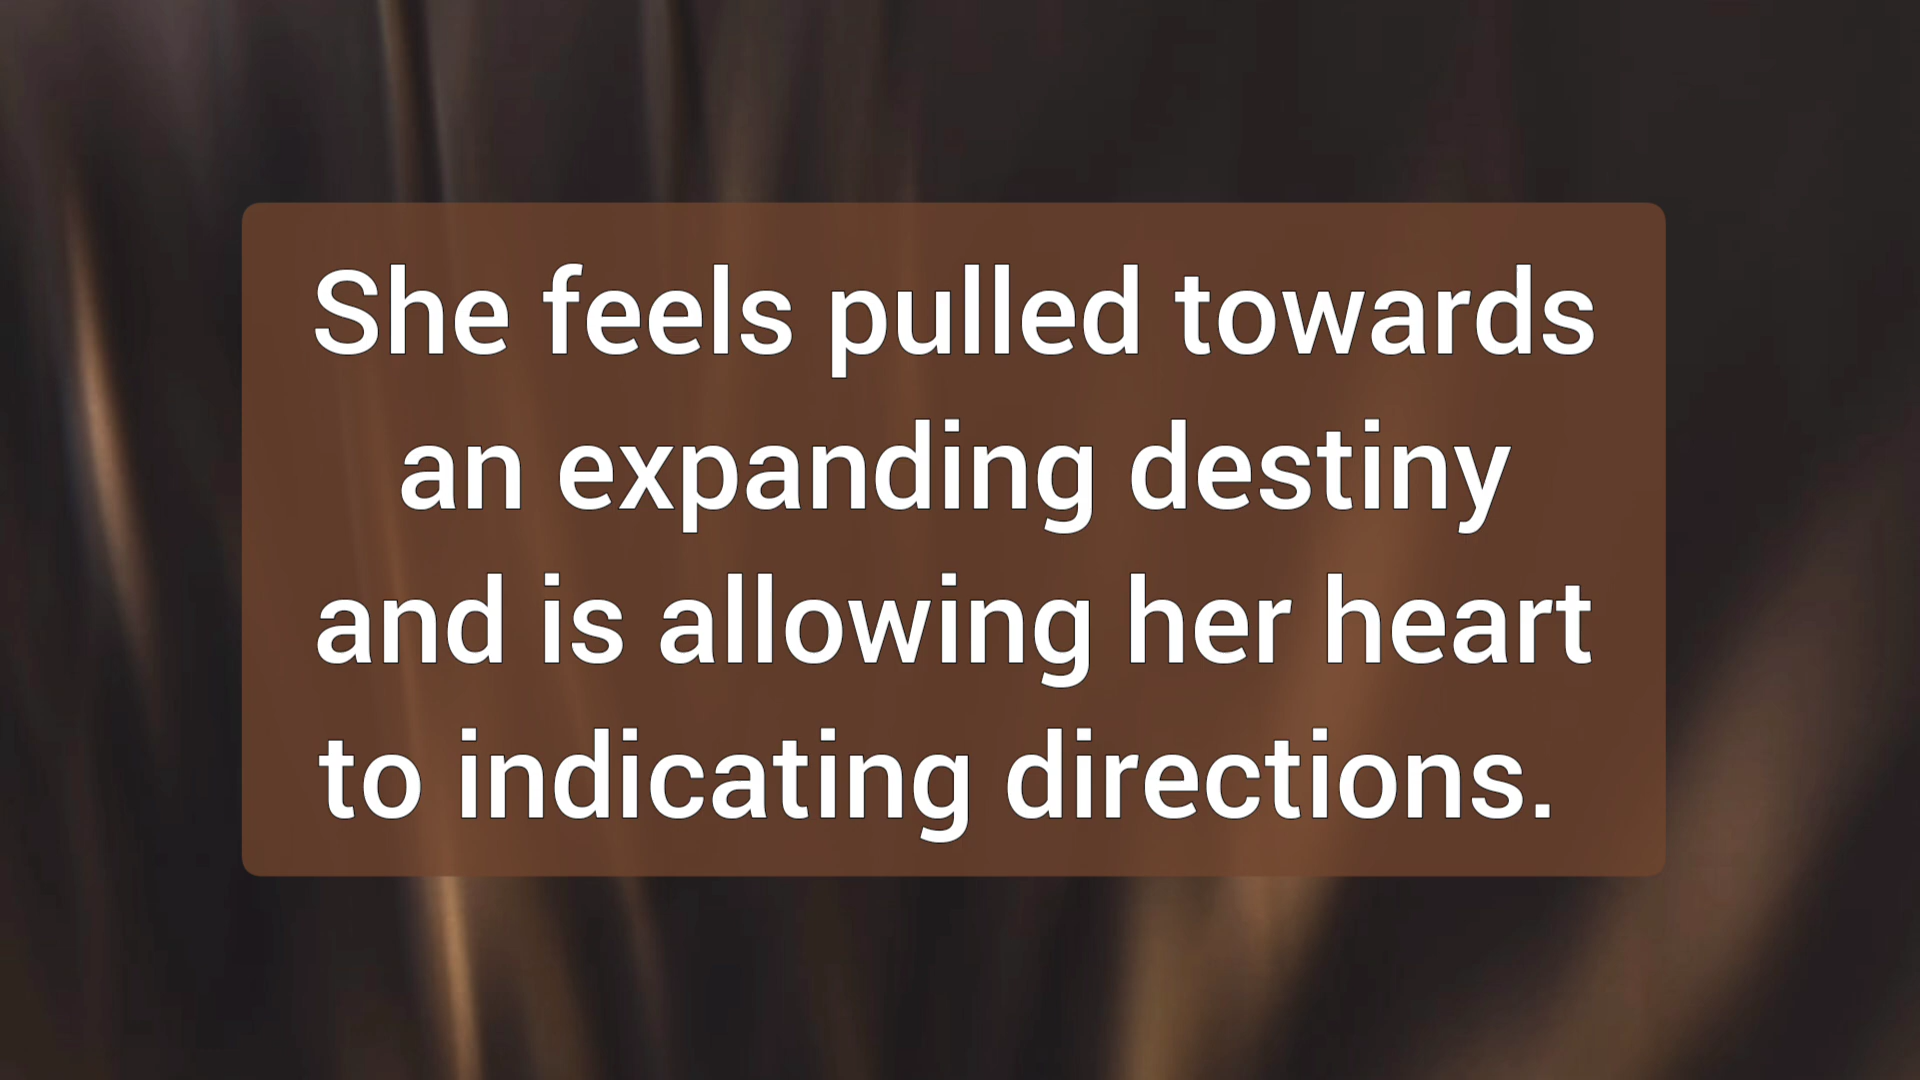 She feels pulled towards
an expanding destiny
and is allowing her heart
to indicating directions.